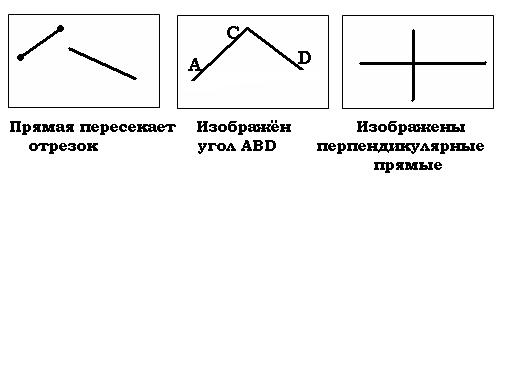 C
A
D
Прямая пересекает
отрезок
Изображён
угол ABD
Изображены
перпендикулярные
прямые